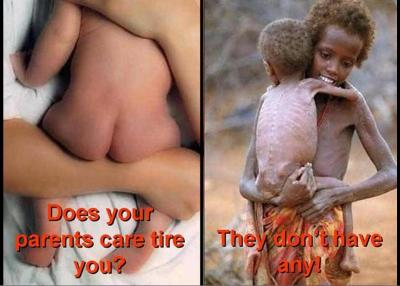 Does your
parents care tire
you?
They don't have
any!